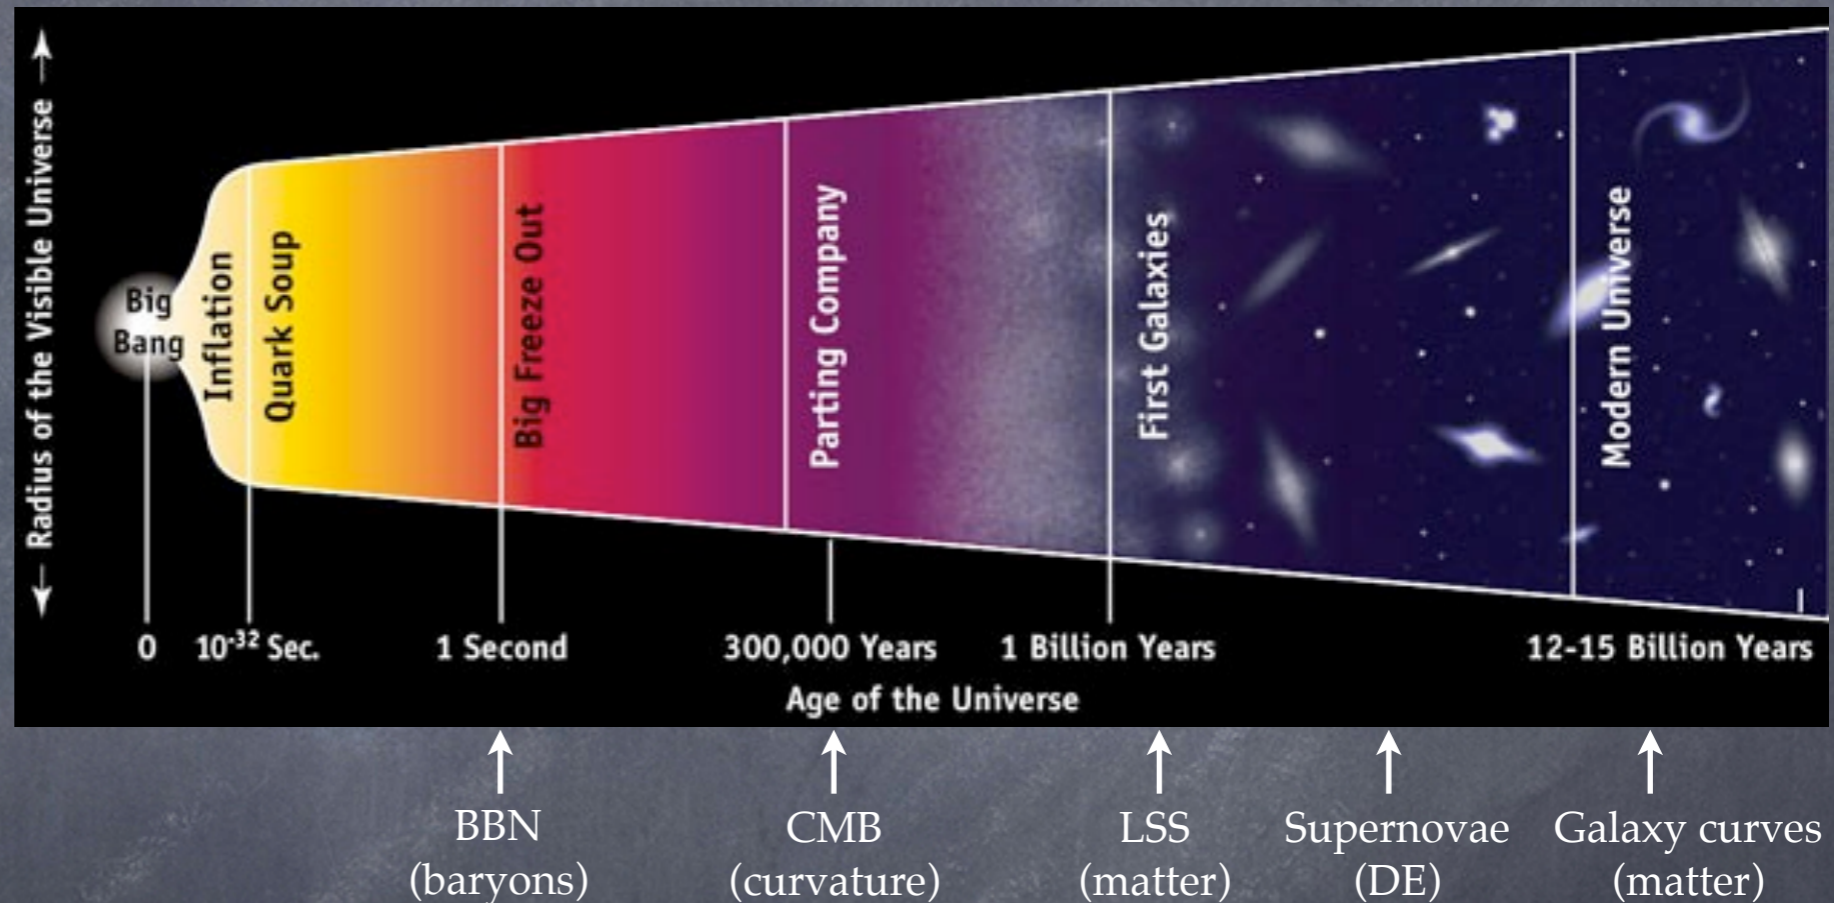 ← Radius of the Visible Universe →
Big
Bang
Inflation
Quark Soup
Big Freeze Out
Parting Company
First Galaxies
Modern Universe
0
10⁻³² Sec.
1 Second
300,000 Years
1 Billion Years
12-15 Billion Years
Age of the Universe
BBN
(baryons)
CMB
(curvature)
LSS
(matter)
Supernovae
(DE)
Galaxy curves
(matter)